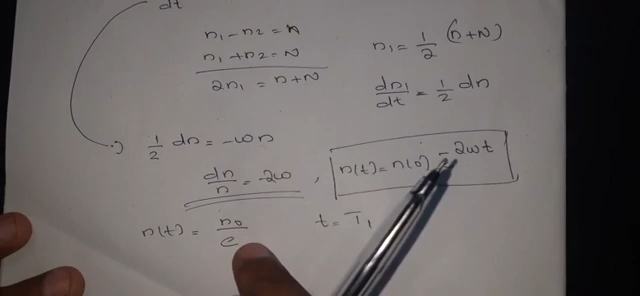 dt
n₁ - n₂ = n
n₁ + n₂ = N
2n₁ = n + N
n₁ = 1/2 (n + N)
dn₁/dt = 1/2 dn
1/2 dn = -ωn
dn/n = -2ω , n(t) = n(0) - 2ωt
n(t) = n₀/e t = T₁